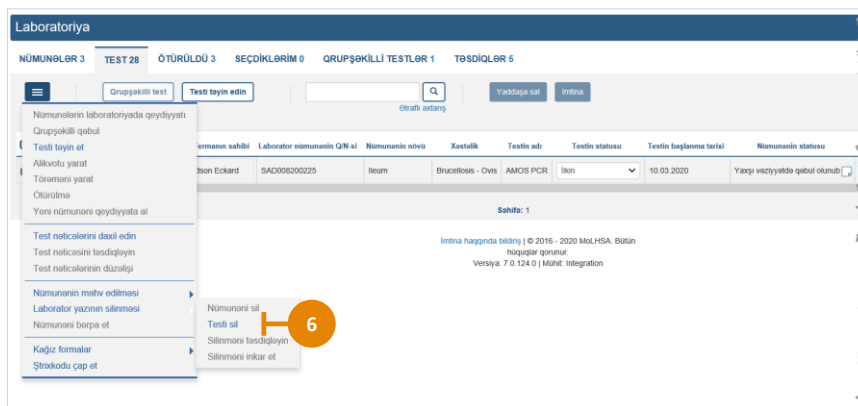 Laboratoriya
NÜMUNƏLƏR 3 TEST 28 ÖTÜRÜLDÜ 3 SEÇDİKLƏRİM 0 QRUPŞƏKİLLİ TESTLƏR 1 TƏSDİQLƏR 5
Qrupşəkilli test Testi təyin edin Yaddaşa sal İmtina
Ətraflı axtarış
Nümunələrin laboratoriyada qeydiyyatı
Qrupşəkilli qəbul
Testi təyin et
Alikvotu yarat
Törəməni yarat
Ötürülmə
Yeni nümunəni qeydiyyata al
Test nəticələrini daxil edin
Test nəticəsini təsdiqləyin
Test nəticələrinin düzəlişi
Nümunənin məhv edilməsi
Laborator yazının silinməsi
Nümunəni bərpa et
Kağız formalar
Ştrixkodu çap et
Nümunəni sil
Testi sil
Silinməni təsdiqləyin
Silinməni inkar et
6
Fermanın sahibi Laborator nümunənin Q/N-si Nümunənin növü Xəstəlik Testin adı Testin statusu Testin başlanma tarixi Nümunənin statusu
dson Eckard SAD008200225 Ileum Brucellosis - Ovis AMOS PCR İlkin 10.03.2020 Yaxşı vəziyyətdə qəbul olunub
Səhifə: 1
İmtina haqqında bildiriş | © 2016 - 2020 MoLHSA. Bütün
hüquqlar qorunur.
Versiya: 7.0.124.0 | Mühit: Integration